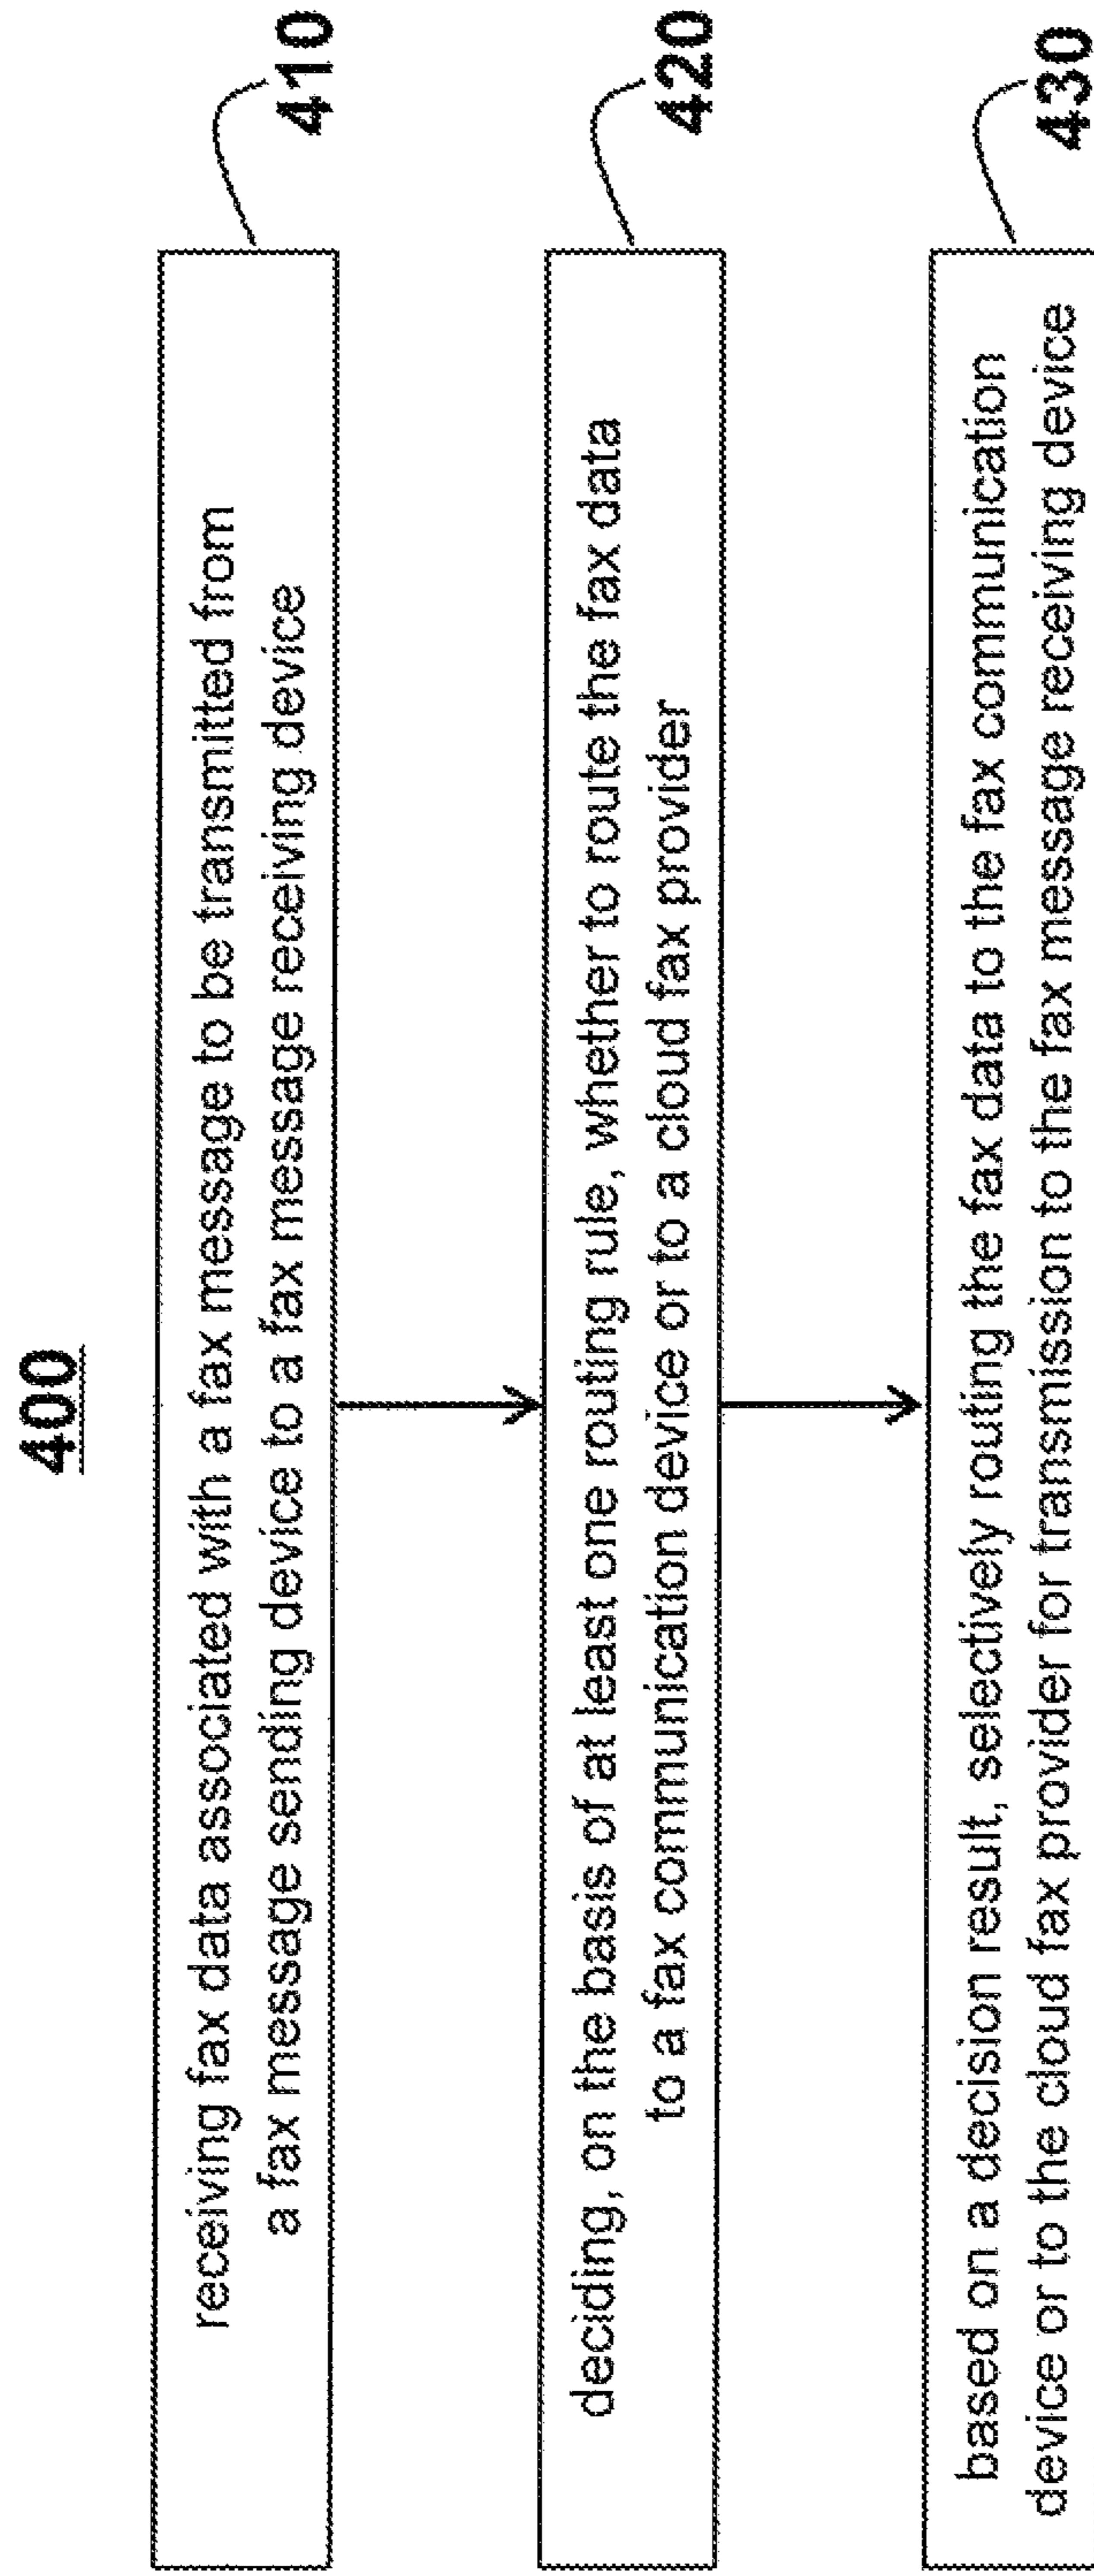 400
receiving fax data associated with a fax message to be transmitted from
a fax message sending device to a fax message receiving device
410
deciding, on the basis of at least one routing rule, whether to route the fax data
to a fax communication device or to a cloud fax provider
420
based on a decision result, selectively routing the fax data to the fax communication
device or to the cloud fax provider for transmission to the fax message receiving device
430